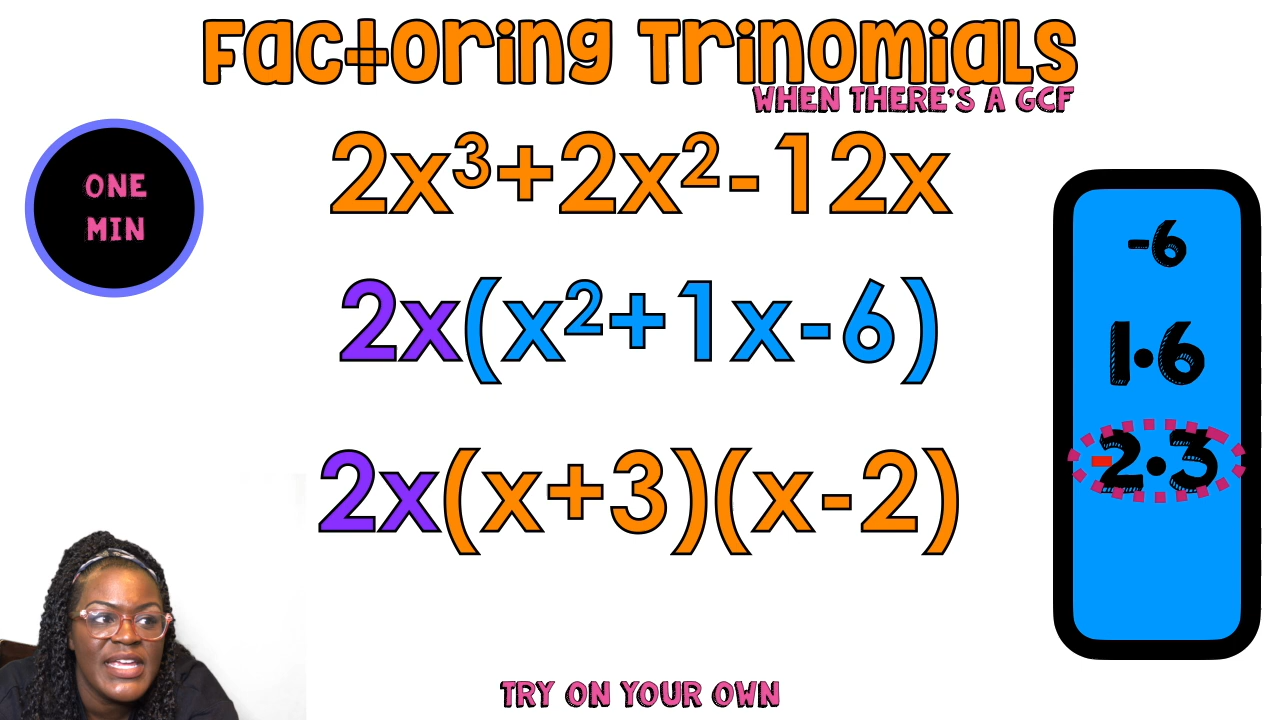 Factoring Trinomials
WHEN THERE'S A GCF
ONE
MIN
2x³+2x²-12x
2x(x²+1x-6)
2x(x+3)(x-2)
-6
1•6
-2•3
TRY ON YOUR OWN